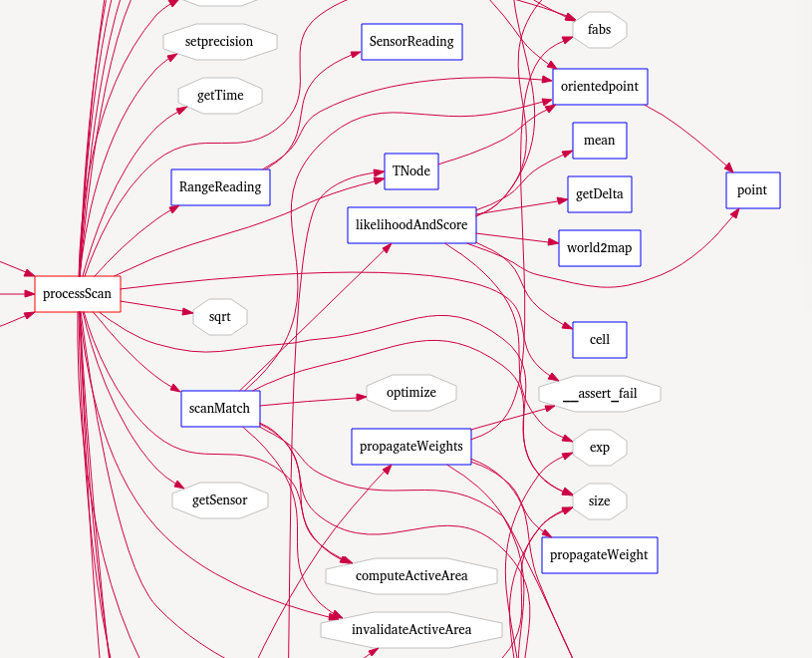 fabs
setprecision
SensorReading
orientedpoint
getTime
mean
TNode
RangeReading
getDelta
point
likelihoodAndScore
world2map
processScan
sqrt
cell
optimize
__assert_fail
scanMatch
propagateWeights
exp
getSensor
size
propagateWeight
computeActiveArea
invalidateActiveArea